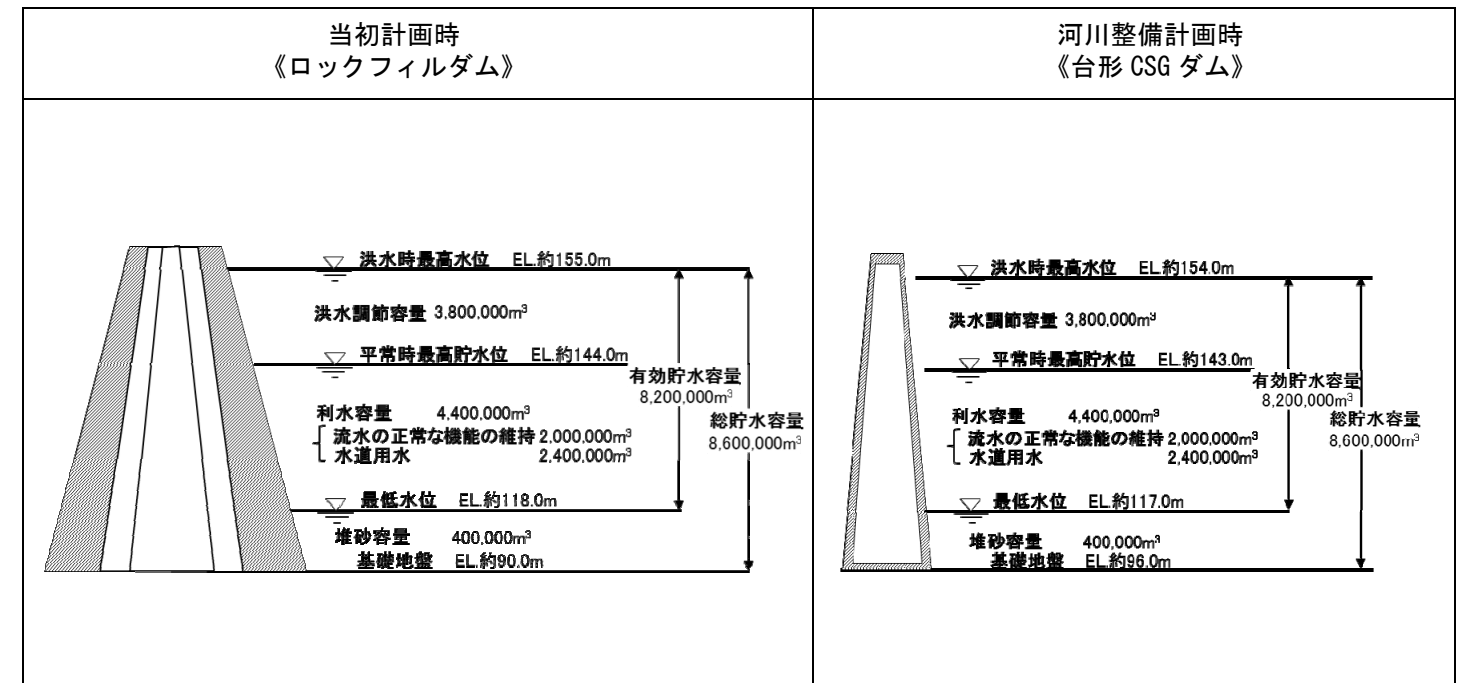 当初計画時
《ロックフィルダム》
洪水時最高水位 EL.約155.0m
洪水調節容量 3,800,000m³
平常時最高貯水位 EL.約144.0m
有効貯水容量
8,200,000m³
利水容量 4,400,000m³
流水の正常な機能の維持 2,000,000m³
水道用水 2,400,000m³
総貯水容量
8,600,000m³
最低水位 EL.約118.0m
堆砂容量 400,000m³
基礎地盤 EL.約90.0m
河川整備計画時
《台形 CSG ダム》
洪水時最高水位 EL.約154.0m
洪水調節容量 3,800,000m³
平常時最高貯水位 EL.約143.0m
有効貯水容量
8,200,000m³
利水容量 4,400,000m³
流水の正常な機能の維持 2,000,000m³
水道用水 2,400,000m³
総貯水容量
8,600,000m³
最低水位 EL.約117.0m
堆砂容量 400,000m³
基礎地盤 EL.約96.0m